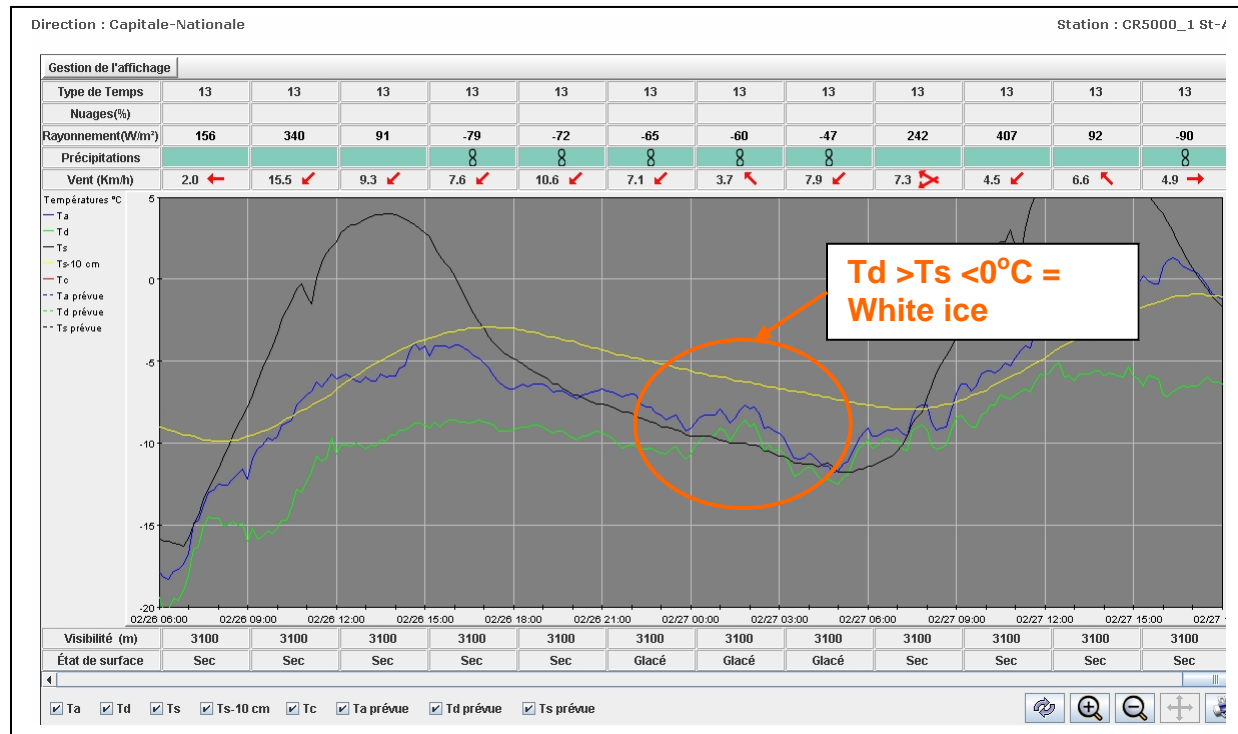 Direction : Capitale-Nationale Station : CR5000_1 St-A
Gestion de l'affichage
Type de Temps 13 13 13 13 13 13 13 13 13 13 13 13
Nuages(%)
Rayonnement(W/m²) 156 340 91 -79 -72 -65 -60 -47 242 407 92 -90
Précipitations 8 8 8 8 8 8
Vent (Km/h) 2.0 15.5 9.3 7.6 10.6 7.1 3.7 7.9 7.3 4.5 6.6 4.9
Températures °C
Ta
Td
Ts
Ts-10 cm
Tc
Ta prévue
Td prévue
Ts prévue
5
0
-5
-10
-15
-20
Td >Ts <0°C =
White ice
02/26 06:00 02/26 09:00 02/26 12:00 02/26 15:00 02/26 18:00 02/26 21:00 02/27 00:00 02/27 03:00 02/27 06:00 02/27 09:00 02/27 12:00 02/27 15:00 02/27
Visibilité (m) 3100 3100 3100 3100 3100 3100 3100 3100 3100 3100 3100 3100
État de surface Sec Sec Sec Sec Sec Glacé Glacé Glacé Sec Sec Sec Sec
Ta Td Ts Ts-10 cm Tc Ta prévue Td prévue Ts prévue